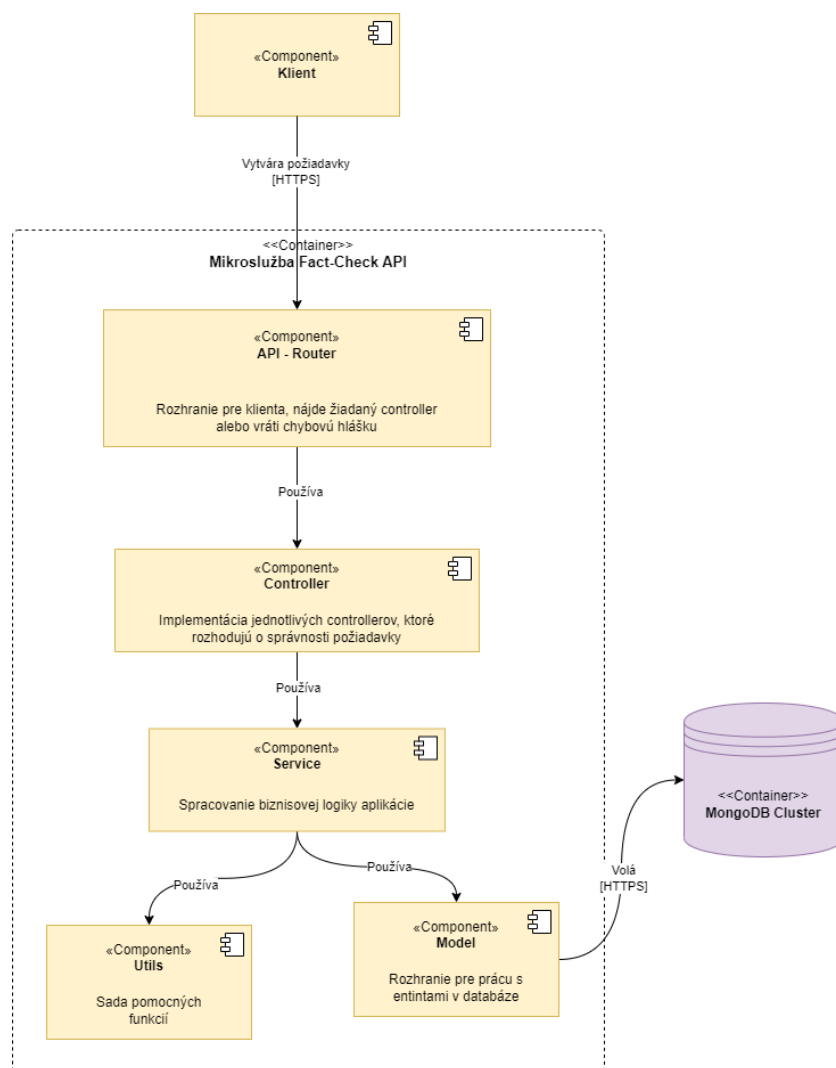 «Component»
Klient
Vytvára požiadavky
[HTTPS]
<<Container>>
Mikroslužba Fact-Check API
«Component»
API - Router
Rozhranie pre klienta, nájde žiadaný controller
alebo vráti chybovú hlášku
Používa
«Component»
Controller
Implementácia jednotlivých controllerov, ktoré
rozhodujú o správnosti požiadavky
Používa
«Component»
Service
Spracovanie biznisovej logiky aplikácie
Používa
Používa
«Component»
Utils
Sada pomocných
funkcií
«Component»
Model
Rozhranie pre prácu s
entintami v databáze
Volá
[HTTPS]
<<Container>>
MongoDB Cluster